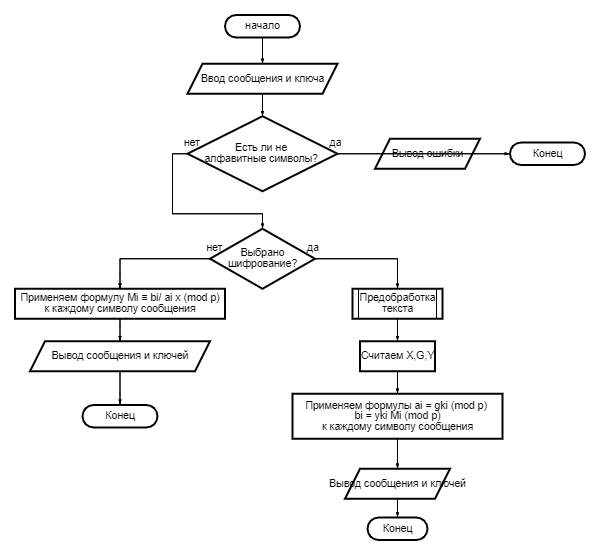 начало
Ввод сообщения и ключа
нет
да
Есть ли не
алфавитные символы?
Вывод ошибки
Конец
нет
да
Выбрано
шифрование?
Применяем формулу Mi ≡ bi/ ai x (mod p)
к каждому символу сообщения
Предобработка
текста
Вывод сообщения и ключей
Считаем X,G,Y
Конец
Применяем формулы ai = gki (mod p)
bi = yki Mi (mod p)
к каждому символу сообщения
Вывод сообщения и ключей
Конец